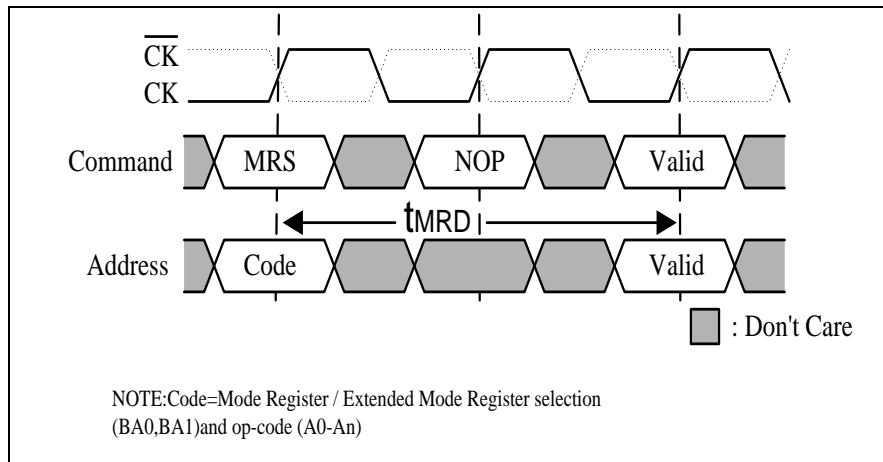 CK
CK
Command MRS NOP Valid
tMRD
Address Code Valid
: Don't Care
NOTE:Code=Mode Register / Extended Mode Register selection
(BA0,BA1)and op-code (A0-An)